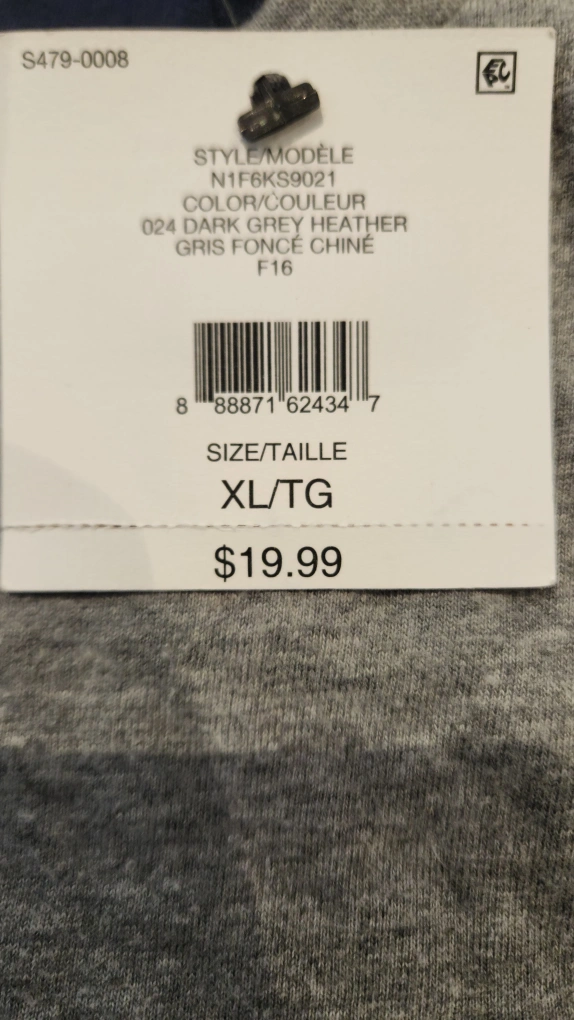 S479-0008
STYLE/MODÈLE
N1F6KS9021
COLOR/COULEUR
024 DARK GREY HEATHER
GRIS FONCÉ CHINÉ
F16
8 88871 62434 7
SIZE/TAILLE
XL/TG
$19.99